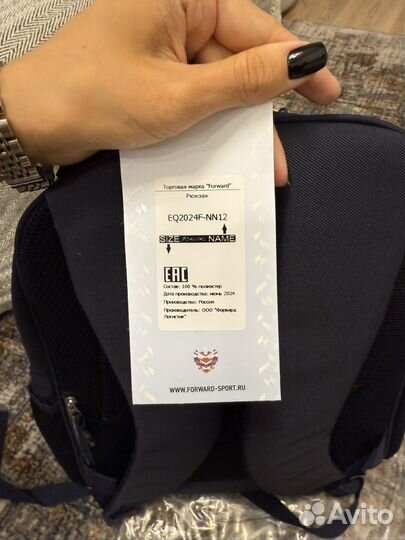 Торговая марка "Forward"
Рюкзак
EQ2024F-NN12
SIZE NAME
EAC
Состав: 100 % полиэстер
Дата производства: июнь 2024
Производство: Россия
Производитель: ООО "Формара
Логистик"
WWW.FORWARD-SPORT.RU
Avito